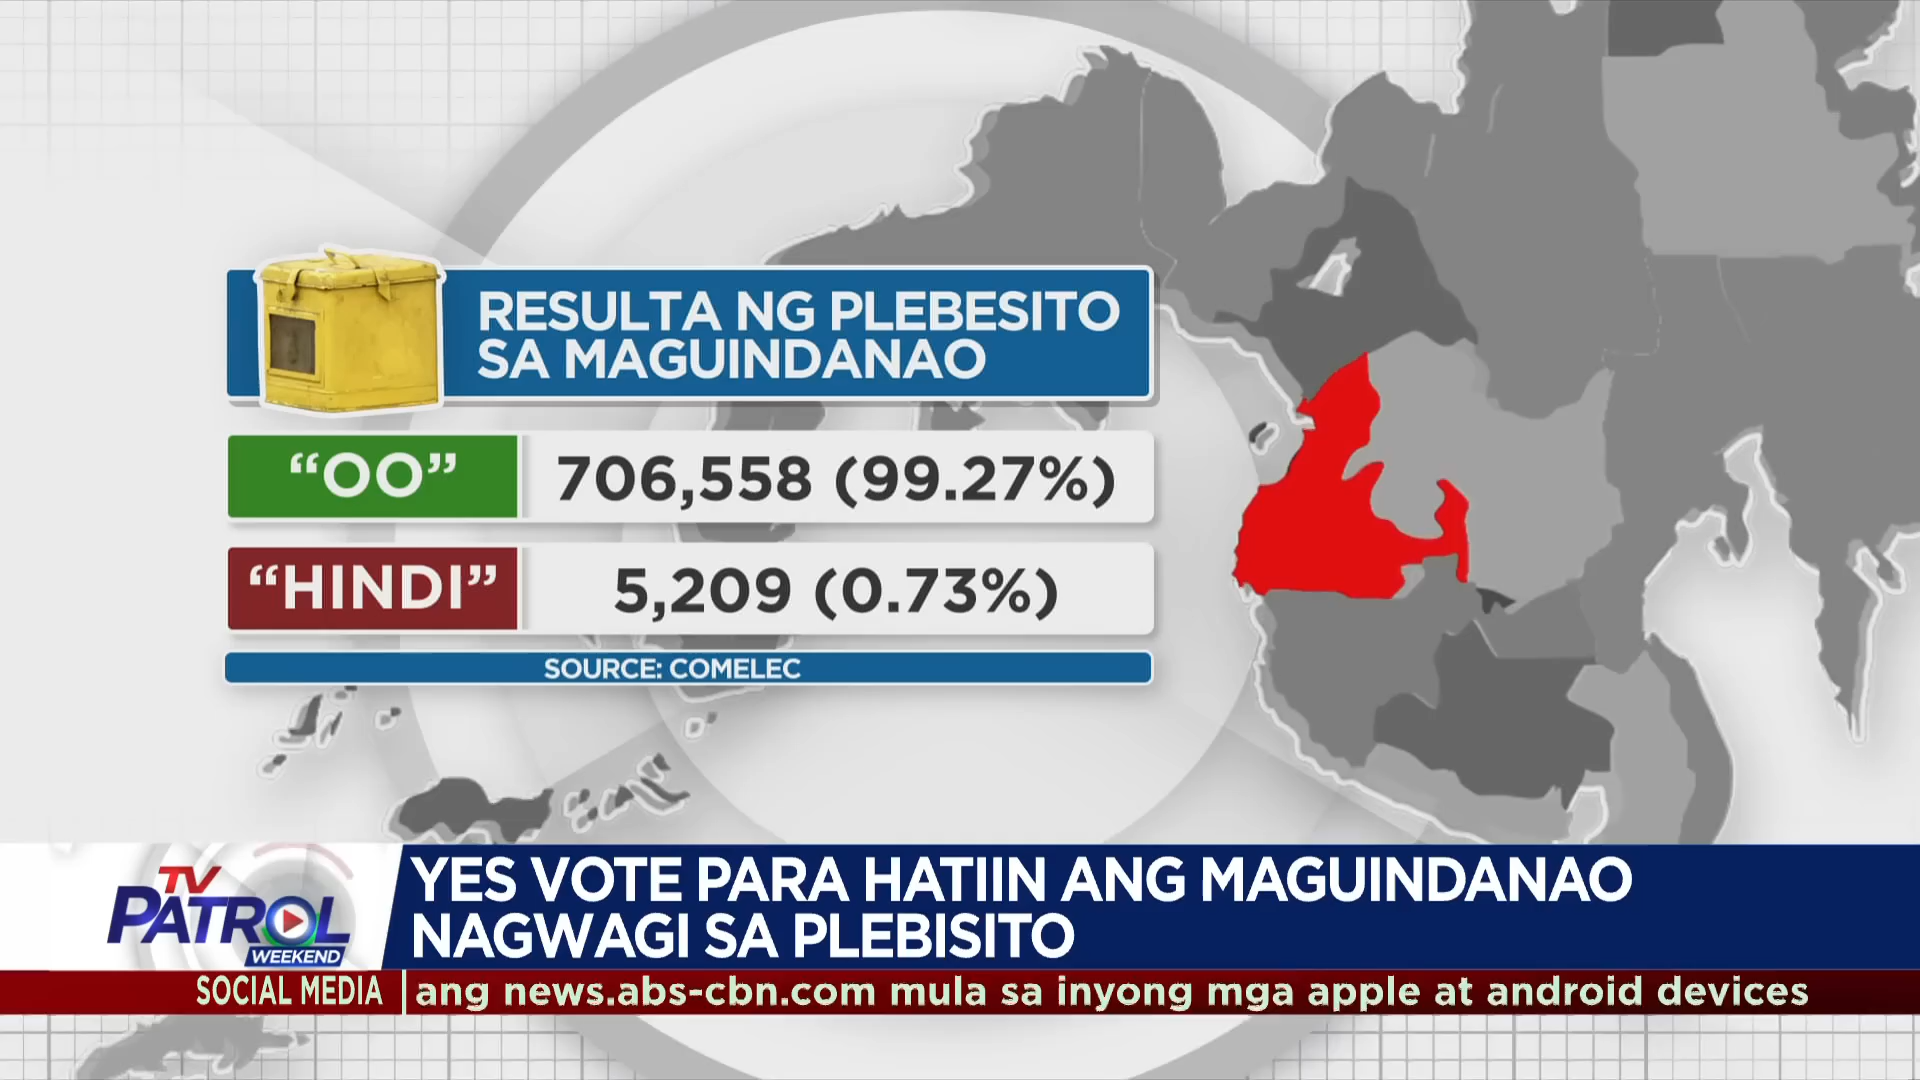 RESULTA NG PLEBESITO
SA MAGUINDANAO
“OO”
706,558 (99.27%)
“HINDI”
5,209 (0.73%)
SOURCE: COMELEC
TV
PATROL
WEEKEND
YES VOTE PARA HATIIN ANG MAGUINDANAO
NAGWAGI SA PLEBISITO
SOCIAL MEDIA
ang news.abs-cbn.com mula sa inyong mga apple at android devices